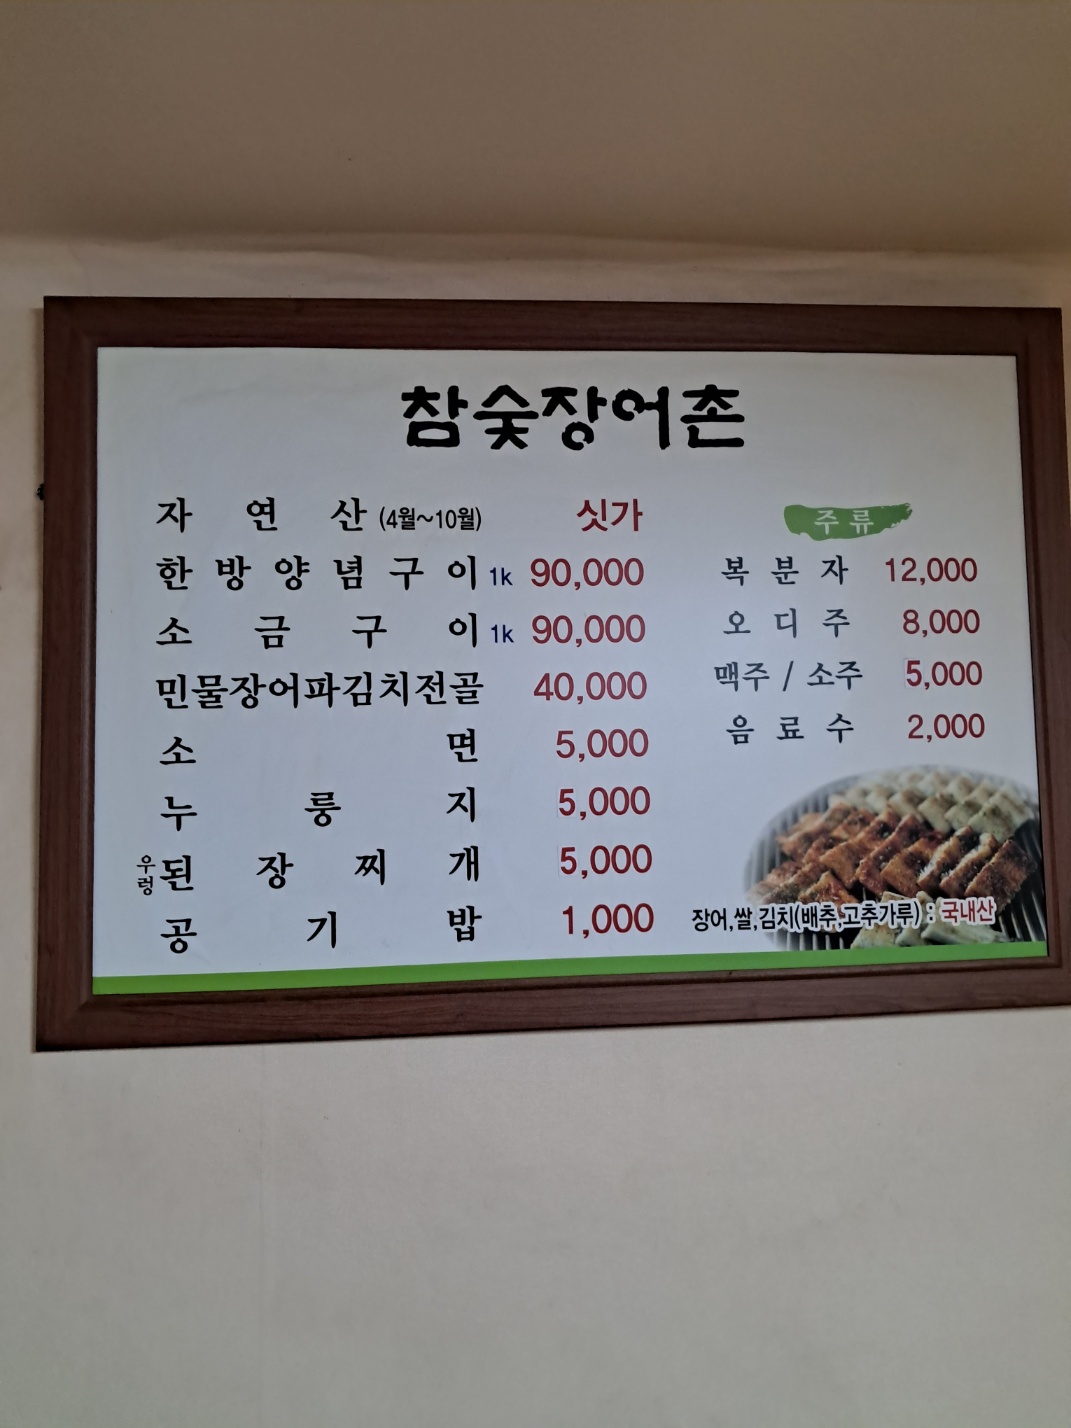 참숯장어촌
자연산(4월~10월) 싯가
한방양념구이 1k 90,000
소금구이 1k 90,000
민물장어파김치전골 40,000
소면 5,000
누룽지 5,000
우렁된장찌개 5,000
공기밥 1,000
주류
복분자 12,000
오디주 8,000
맥주 / 소주 5,000
음료수 2,000
장어,쌀,김치(배추,고추가루) : 국내산